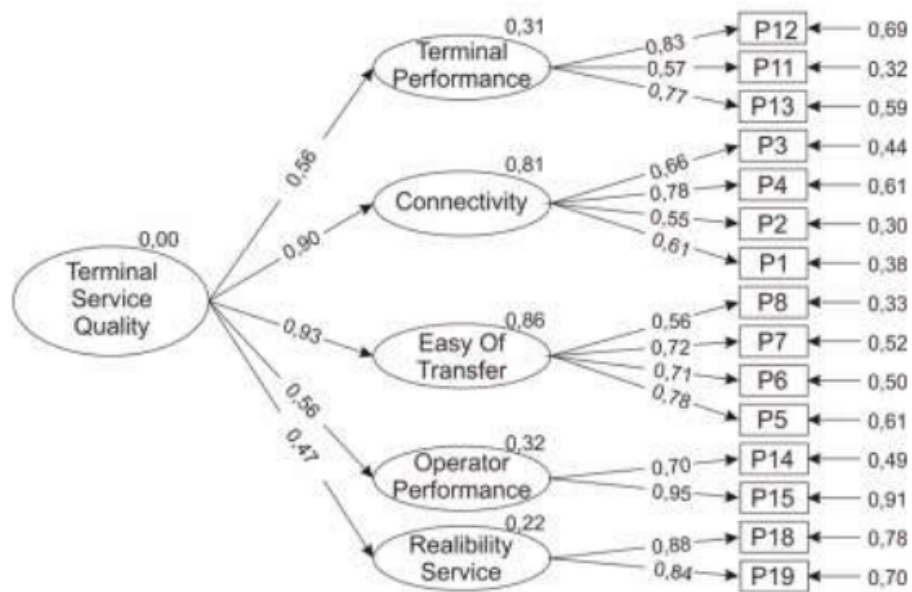 0,31
Terminal
Performance
0,83
0,57
0,77
P12
0,69
P11
0,32
P13
0,59
0,56
0,81
Connectivity
0,66
0,78
0,55
0,61
P3
0,44
P4
0,61
P2
0,30
P1
0,38
0,90
0,00
Terminal
Service
Quality
0,93
0,86
Easy Of
Transfer
0,56
0,72
0,71
0,78
P8
0,33
P7
0,52
P6
0,50
P5
0,61
0,56
0,32
Operator
Performance
0,70
0,95
P14
0,49
P15
0,91
0,47
0,22
Realibility
Service
0,88
0,84
P18
0,78
P19
0,70